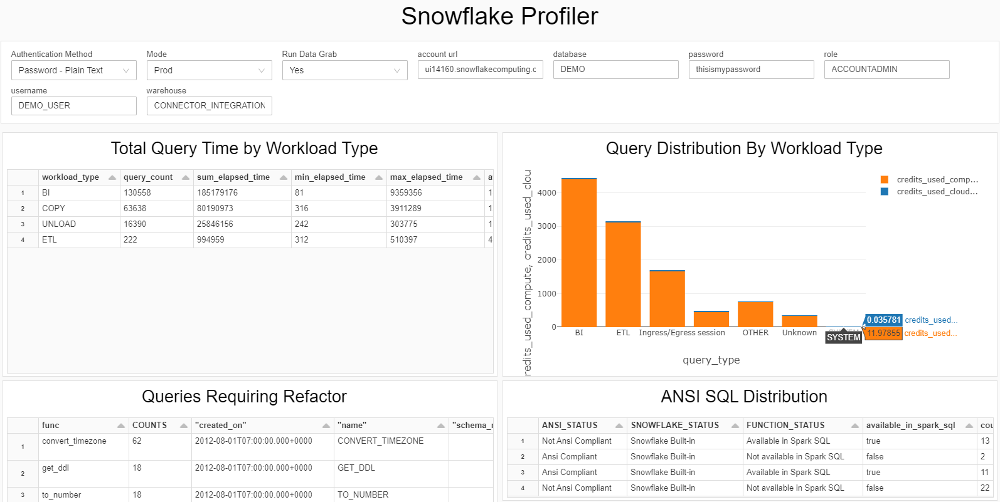 Snowflake Profiler
Authentication Method Mode Run Data Grab account url database password role
Password - Plain Text Prod Yes ui14160.snowflakecomputing.c DEMO thisismypassword ACCOUNTADMIN
username warehouse
DEMO_USER CONNECTOR_INTEGRATION
Total Query Time by Workload Type
workload_type query_count sum_elapsed_time min_elapsed_time max_elapsed_time
1 BI 130558 185179176 81 9359356 1
2 COPY 63638 80190973 316 3911289
3 UNLOAD 16390 25846156 242 303775 1
4 ETL 222 994959 312 510397 4
Query Distribution By Workload Type
credits_used_comp...
credits_used_cloud...
redits_used_compute, credits_used_clou
4000
3000
2000
1000
0
BI ETL Ingress/Egress session OTHER Unknown
SYSTEM
0.035781 credits_used...
11.97855 credits_used...
query_type
Queries Requiring Refactor
func COUNTS "created_on" "name" "schema_
1 convert_timezone 62 2012-08-01T07:00:00.000+0000 CONVERT_TIMEZONE
2 get_ddl 18 2012-08-01T07:00:00.000+0000 GET_DDL
3 to_number 18 2012-08-01T07:00:00.000+0000 TO_NUMBER
ANSI SQL Distribution
ANSI_STATUS SNOWFLAKE_STATUS FUNCTION_STATUS available_in_spark_sql cou
1 Not Ansi Compliant Snowflake Built-in Available in Spark SQL true 13
2 Ansi Compliant Snowflake Built-in Not available in Spark SQL false 2
3 Ansi Compliant Snowflake Built-in Available in Spark SQL true 11
4 Not Ansi Compliant Snowflake Built-in Not available in Spark SQL false 22